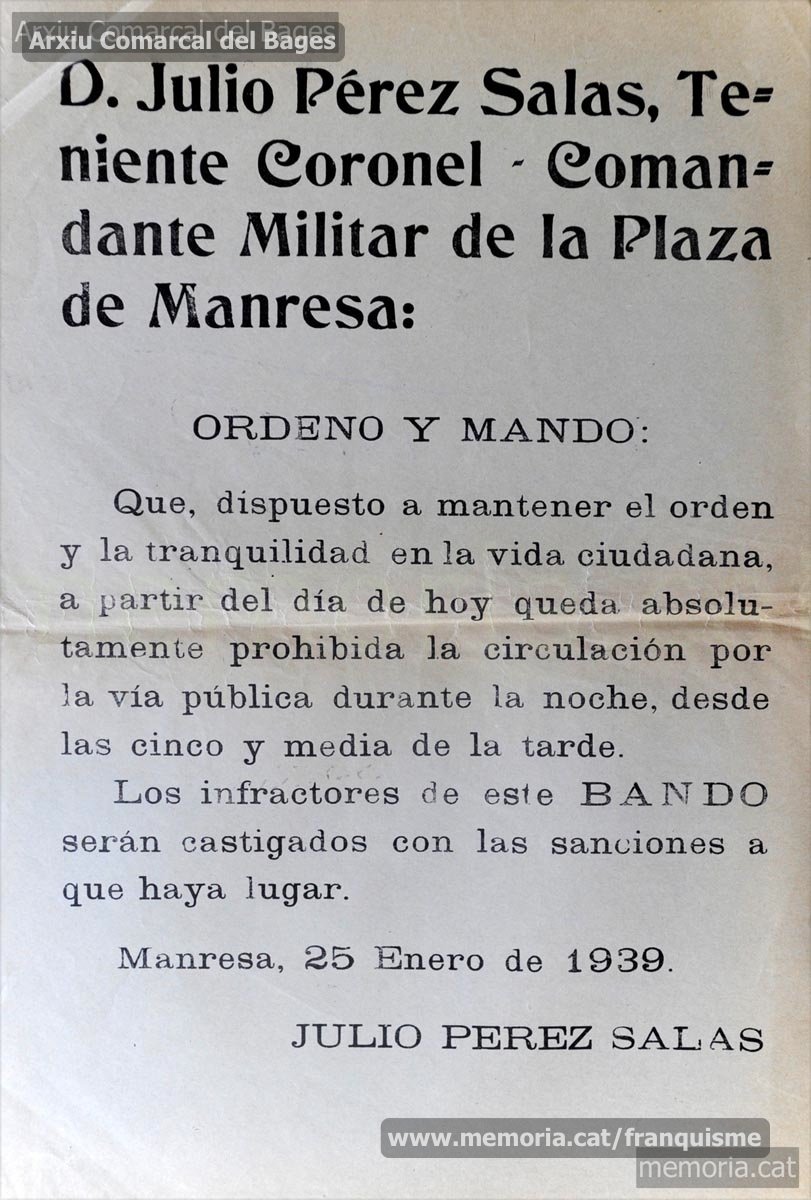 Arxiu Comarcal del Bages
Arxiu Comarcal del Bages
D. Julio Pérez Salas, Te=
niente Coronel - Coman=
dante Militar de la Plaza
de Manresa:
ORDENO Y MANDO:
Que, dispuesto a mantener el orden
y la tranquilidad en la vida ciudadana,
a partir del día de hoy queda absolu-
tamente prohibida la circulación por
la vía pública durante la noche, desde
las cinco y media de la tarde.
Los infractores de este BANDO
serán castigados con las sanciones a
que haya lugar.
Manresa, 25 Enero de 1939.
JULIO PEREZ SALAS
www.memoria.cat/franquisme
memoria.cat